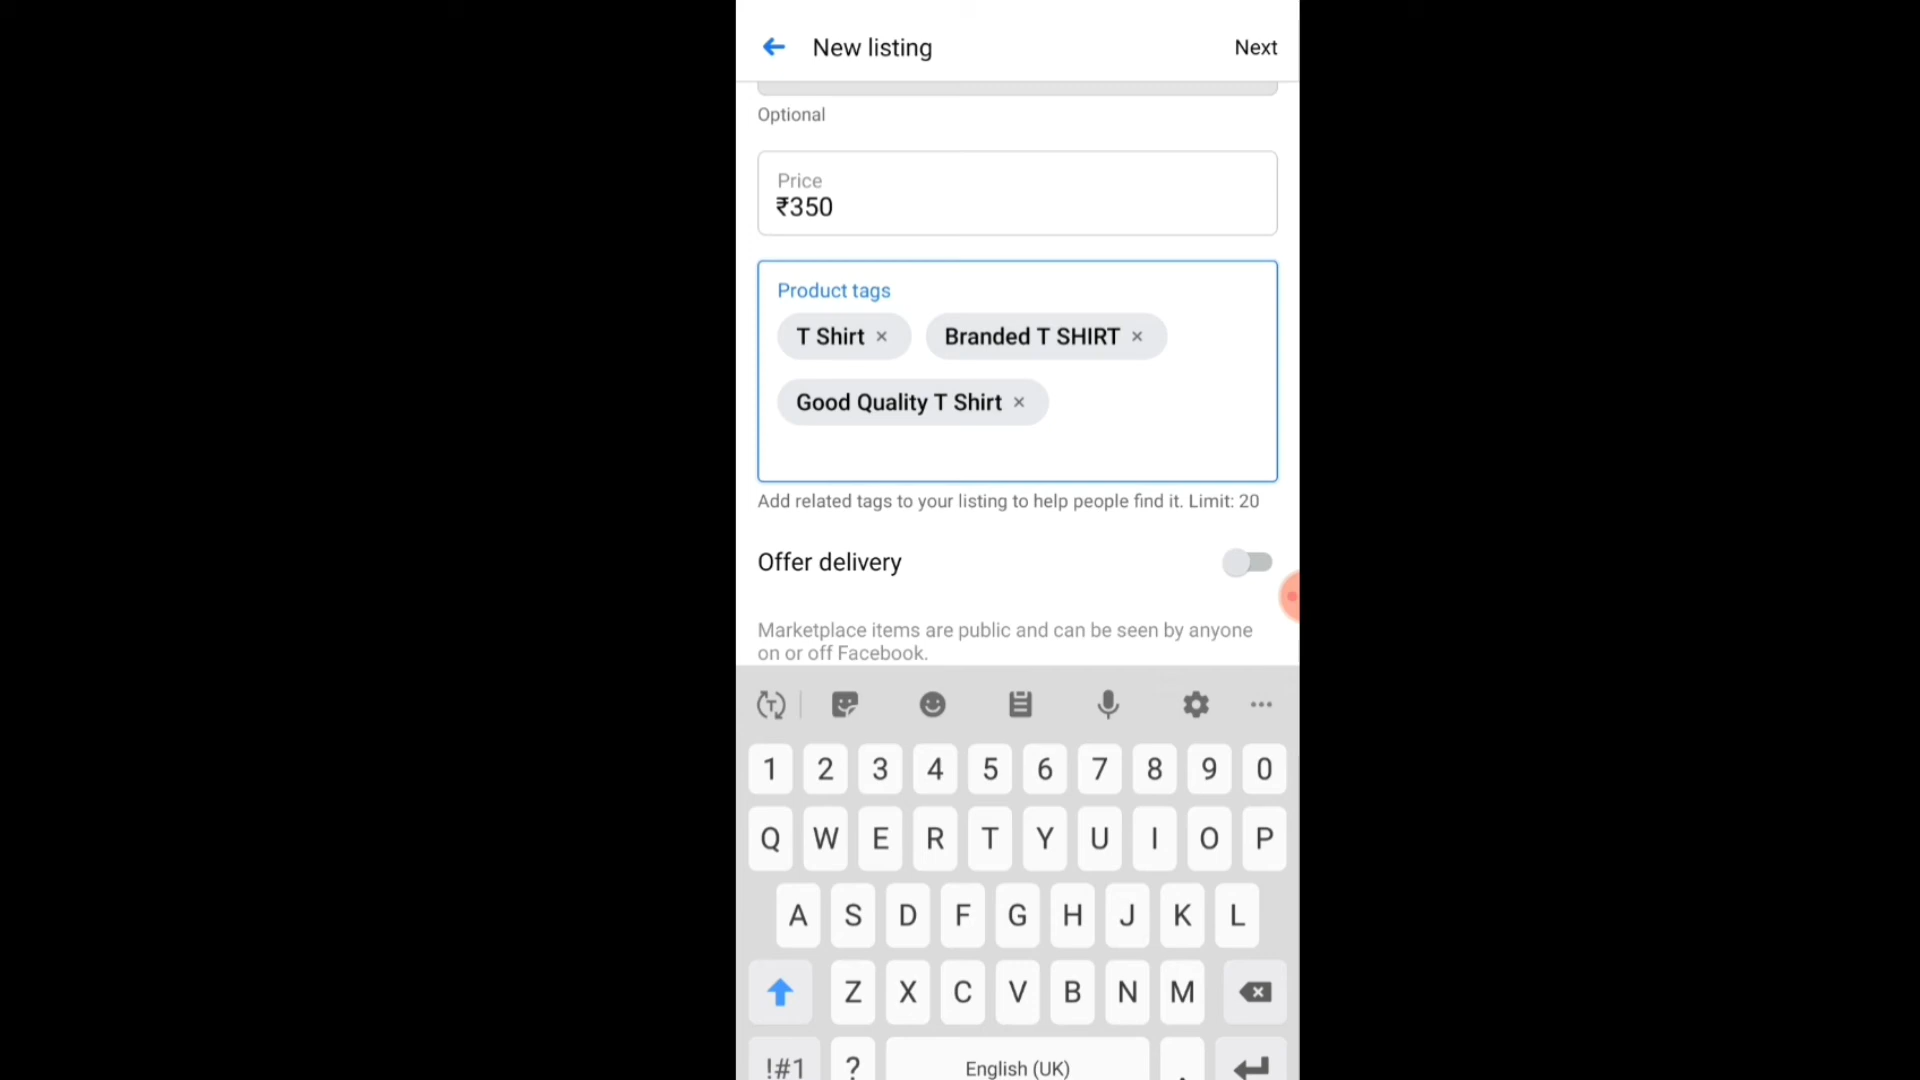 New listing Next
Optional
Price
₹350
Product tags
T Shirt × Branded T SHIRT ×
Good Quality T Shirt ×
Add related tags to your listing to help people find it. Limit: 20
Offer delivery
Marketplace items are public and can be seen by anyone
on or off Facebook.
T
1 2 3 4 5 6 7 8 9 0
Q W E R T Y U I O P
A S D F G H J K L
Z X C V B N M
!#1 ? English (UK) .